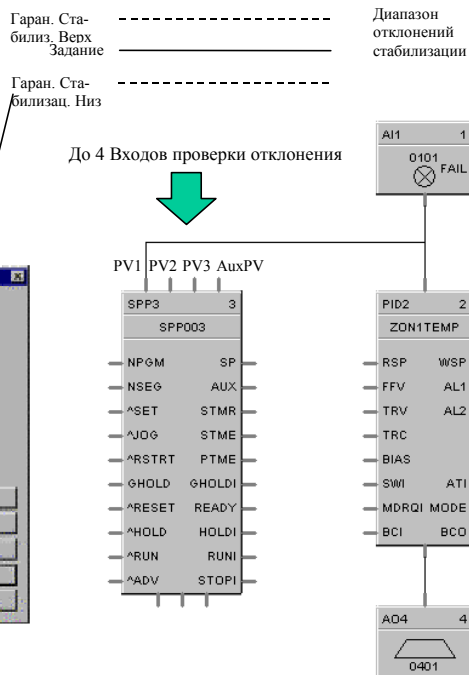 Гаран. Ста-
билиз. Верх
Задание
Гаран. Ста-
билизац. Низ
Диапазон
отклонений
стабилизации
До 4 Входов проверки отклонения
PV1 PV2 PV3 AuxPV
AI1 1
0101 FAIL
SPP3 3
SPP003
NPGM SP
NSEG AUX
^SET STMR
^JOG STME
^RSTRT PTME
GHOLD GHOLDI
^RESET READY
^HOLD HOLDI
^RUN RUNI
^ADV STOPI
PID2 2
ZON1TEMP
RSP WSP
FFV AL1
TRV AL2
TRC
BIAS
SWI ATI
MDRQI MODE
BCI BCO
AO4 4
0401